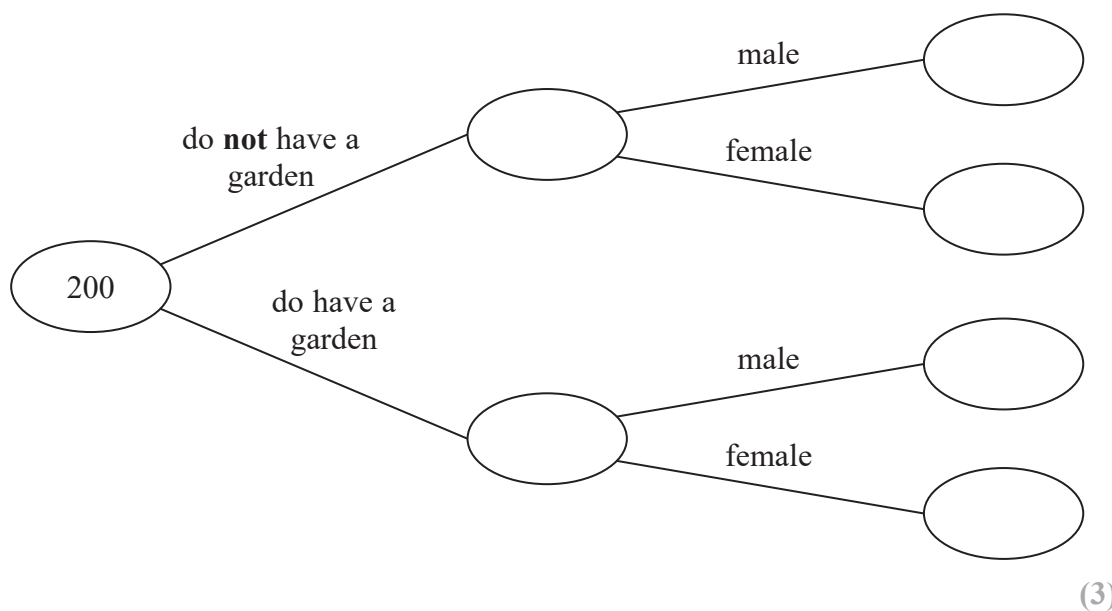 male
do not have a
garden
female
200
do have a
garden
male
female
(3)